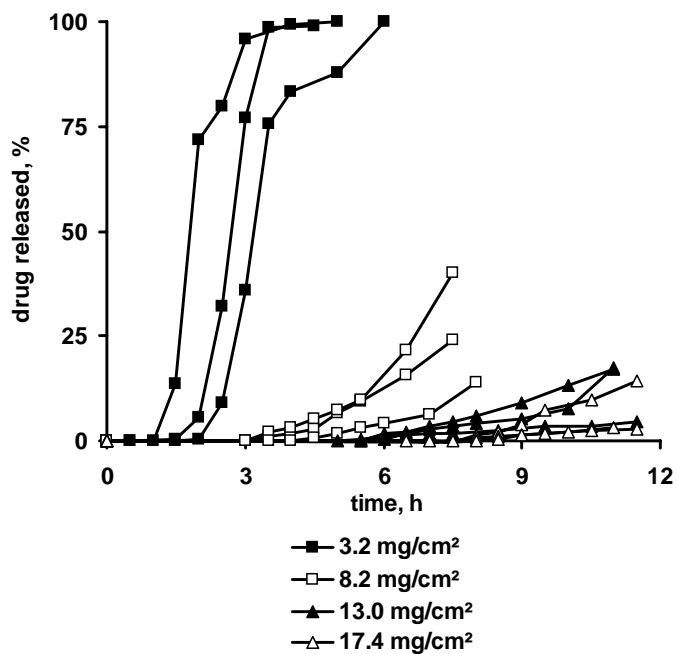 100
75
50
25
0
drug released, %
0 3 6 9 12
time, h
3.2 mg/cm²
8.2 mg/cm²
13.0 mg/cm²
17.4 mg/cm²